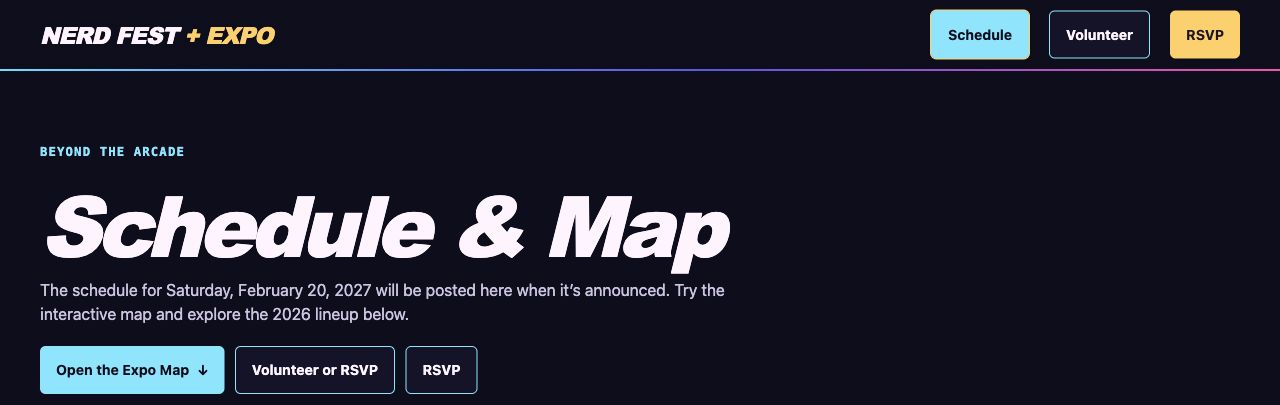 NERD FEST + EXPO
Schedule
Volunteer
RSVP
BEYOND THE ARCADE
Schedule & Map
The schedule for Saturday, February 20, 2027 will be posted here when it’s announced. Try the
interactive map and explore the 2026 lineup below.
Open the Expo Map ↓
Volunteer or RSVP
RSVP